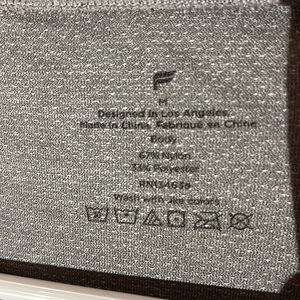 M
Designed in Los Angeles
Made in China. Fabriqué en Chine
Body
67% Nylon
33% Polyester
Wash with like colors